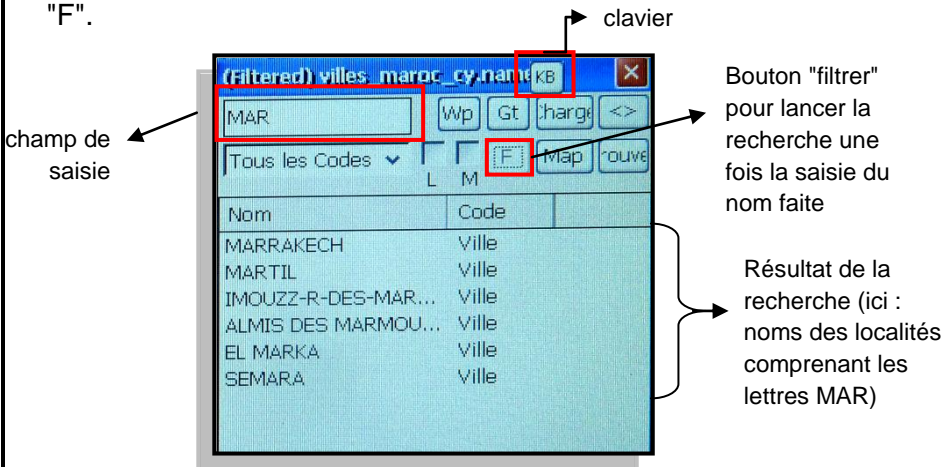 "F".
clavier
(Filtered) villes_maroc_cy.name KB
MAR
Wp Gt Charge <>
Tous les Codes F Map rouve
L M
Nom Code
MARRAKECH Ville
MARTIL Ville
IMOUZZ-R-DES-MAR... Ville
ALMIS DES MARMOU... Ville
EL MARKA Ville
SEMARA Ville
champ de
saisie
Bouton "filtrer"
pour lancer la
recherche une
fois la saisie du
nom faite
Résultat de la
recherche (ici :
noms des localités
comprenant les
lettres MAR)